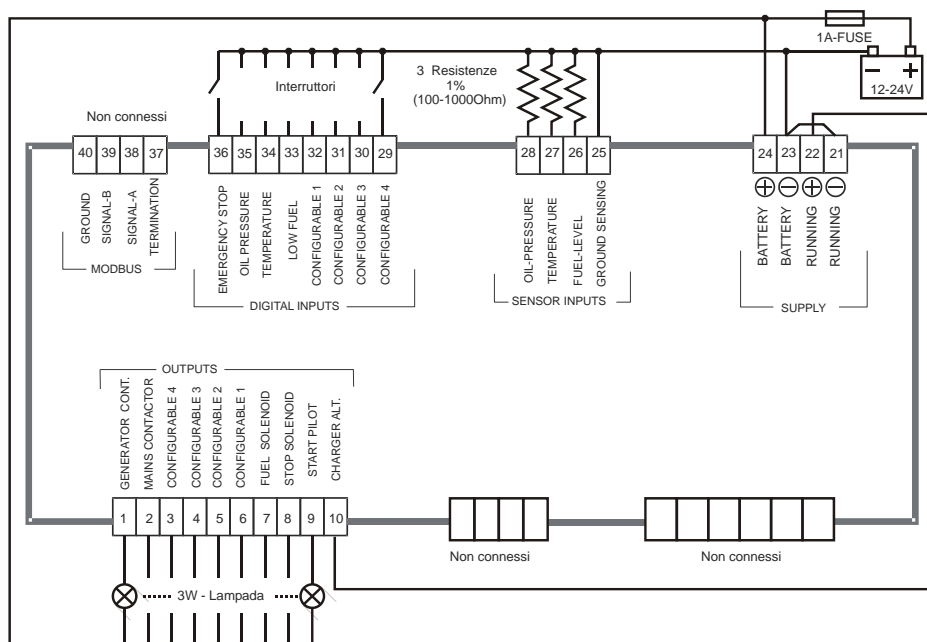 1A-FUSE
− +
12-24V
Interruttori
3 Resistenze
1%
(100-1000Ohm)
Non connessi
40 39 38 37
36 35 34 33 32 31 30 29
28 27 26 25
24 23 22 21
GROUND
SIGNAL-B
SIGNAL-A
TERMINATION
MODBUS
EMERGENCY STOP
OIL PRESSURE
TEMPERATURE
LOW FUEL
CONFIGURABLE 1
CONFIGURABLE 2
CONFIGURABLE 3
CONFIGURABLE 4
DIGITAL INPUTS
OIL-PRESSURE
TEMPERATURE
FUEL-LEVEL
GROUND SENSING
SENSOR INPUTS
+ − + −
BATTERY
BATTERY
RUNNING
RUNNING
SUPPLY
OUTPUTS
GENERATOR CONT.
MAINS CONTACTOR
CONFIGURABLE 4
CONFIGURABLE 3
CONFIGURABLE 2
CONFIGURABLE 1
FUEL SOLENOID
STOP SOLENOID
START PILOT
CHARGER ALT.
1 2 3 4 5 6 7 8 9 10
Non connessi
Non connessi
3W - Lampada